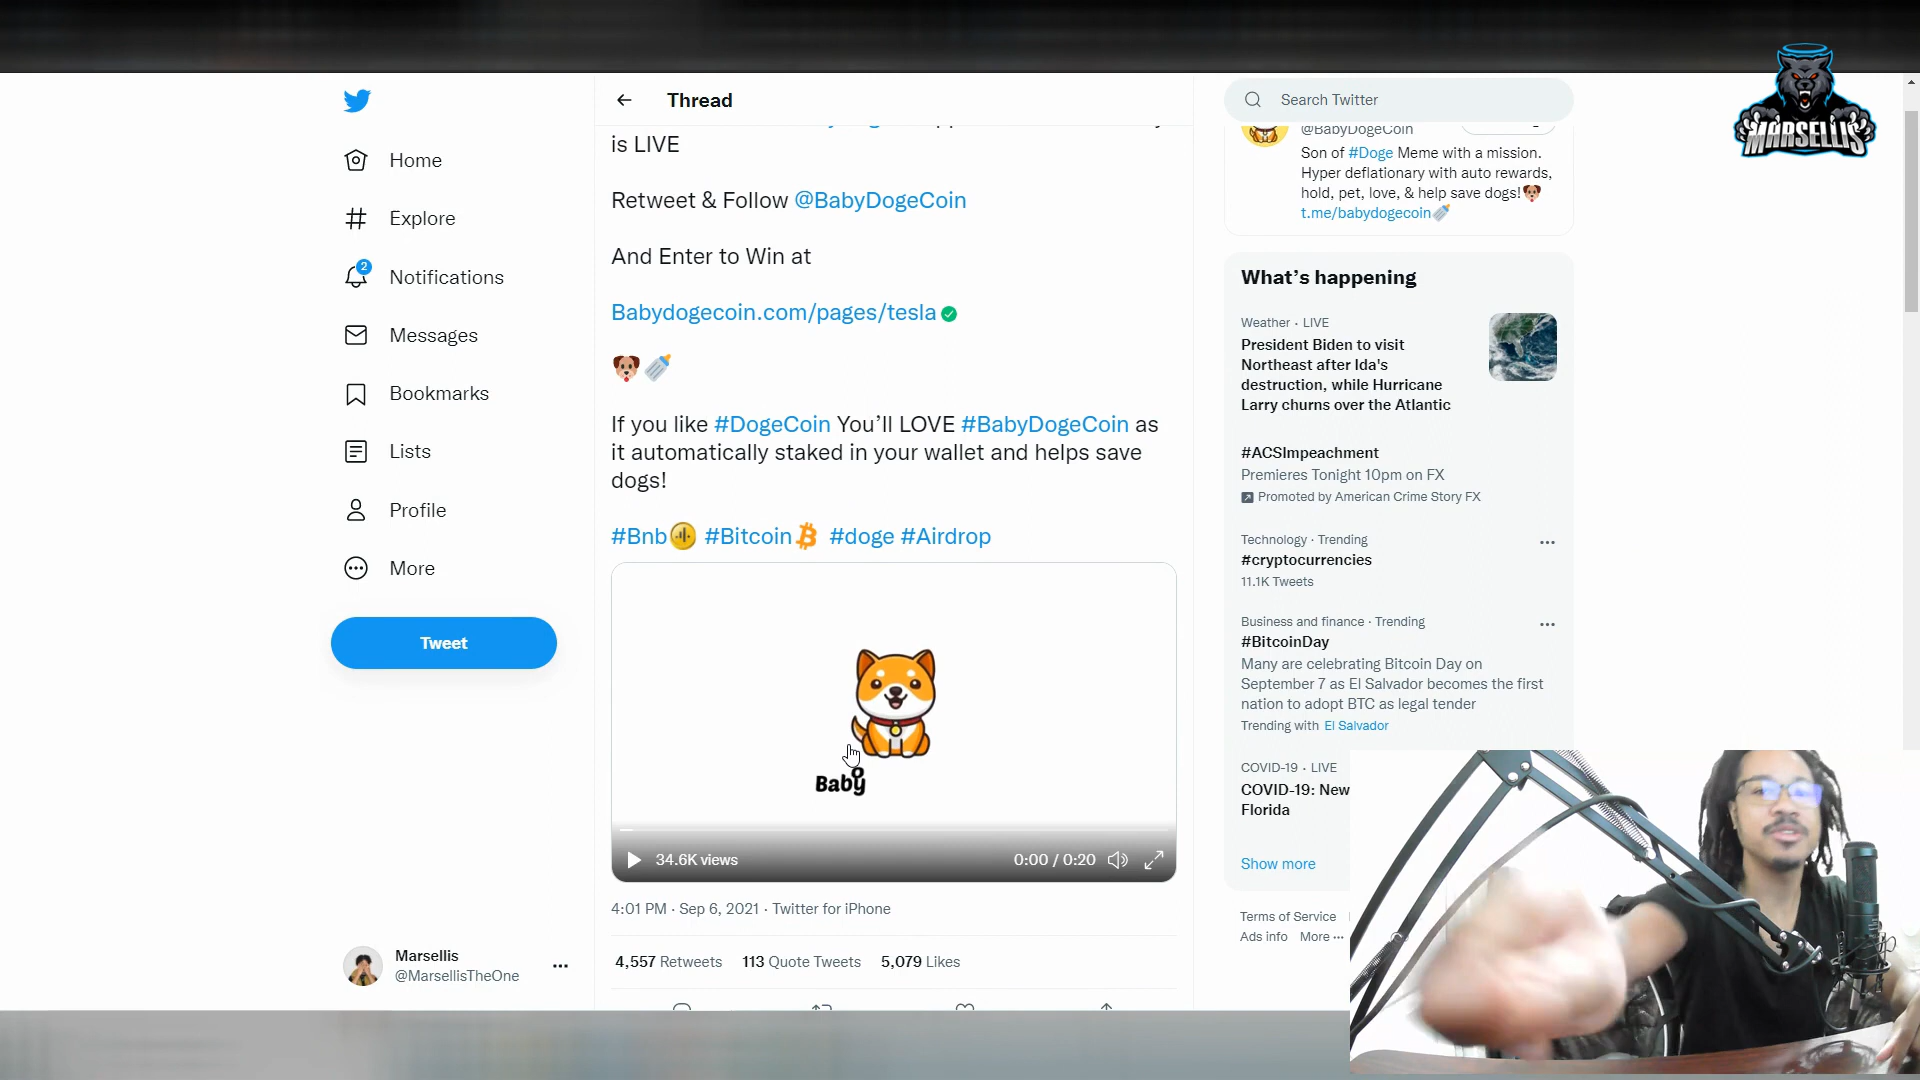 MARSELLIS
Thread
Search Twitter
Home
Explore
2
Notifications
Messages
Bookmarks
Lists
Profile
More
Tweet
Marsellis
@MarsellisTheOne
is LIVE
Retweet & Follow @BabyDogeCoin
And Enter to Win at
Babydogecoin.com/pages/tesla
If you like #DogeCoin You’ll LOVE #BabyDogeCoin as
it automatically staked in your wallet and helps save
dogs!
#Bnb #Bitcoin #doge #Airdrop
Baby
34.6K views
0:00 / 0:20
4:01 PM · Sep 6, 2021 · Twitter for iPhone
4,557 Retweets 113 Quote Tweets 5,079 Likes
@BabyDogeCoin
Son of #Doge Meme with a mission.
Hyper deflationary with auto rewards,
hold, pet, love, & help save dogs!
t.me/babydogecoin
What’s happening
Weather · LIVE
President Biden to visit
Northeast after Ida's
destruction, while Hurricane
Larry churns over the Atlantic
#ACSImpeachment
Premieres Tonight 10pm on FX
Promoted by American Crime Story FX
Technology · Trending
#cryptocurrencies
11.1K Tweets
Business and finance · Trending
#BitcoinDay
Many are celebrating Bitcoin Day on
September 7 as El Salvador becomes the first
nation to adopt BTC as legal tender
Trending with El Salvador
COVID-19 · LIVE
COVID-19: New
Florida
Show more
Terms of Service
Ads info More ···